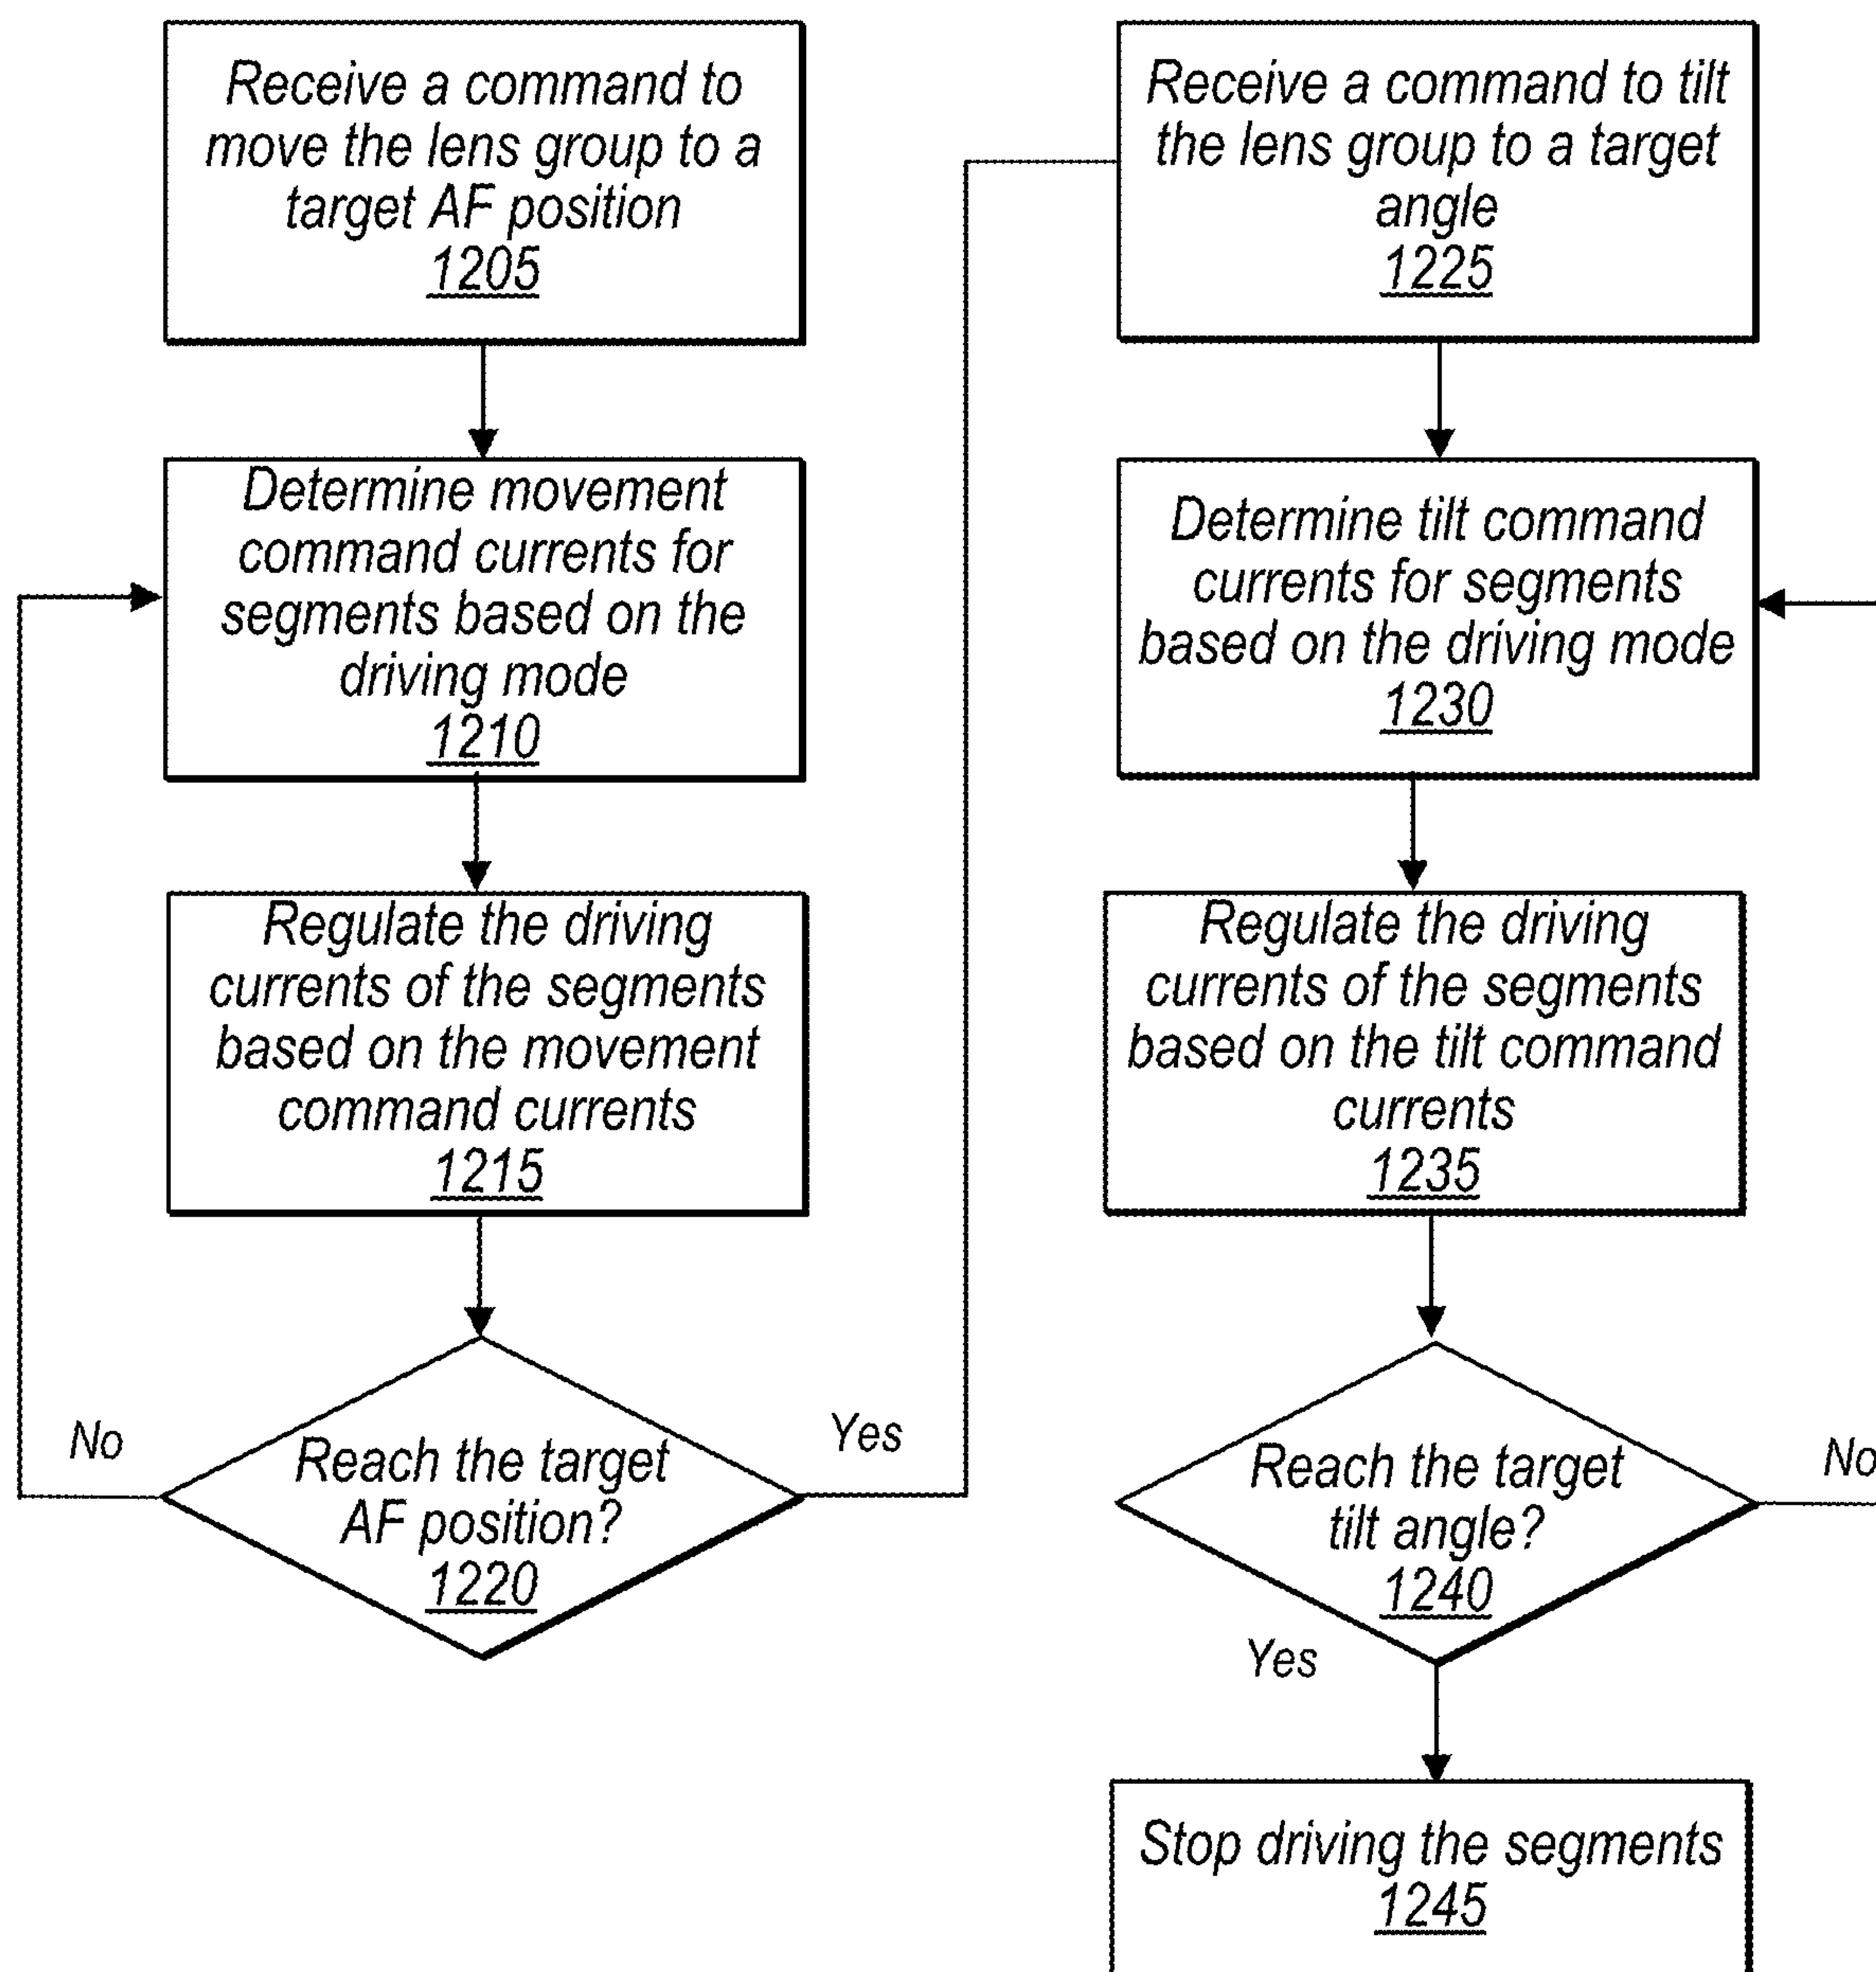 Receive a command to
move the lens group to a
target AF position
1205
Determine movement
command currents for
segments based on the
driving mode
1210
Regulate the driving
currents of the segments
based on the movement
command currents
1215
No
Reach the target
AF position?
1220
Yes
Receive a command to tilt
the lens group to a target
angle
1225
Determine tilt command
currents for segments
based on the driving mode
1230
Regulate the driving
currents of the segments
based on the tilt command
currents
1235
Reach the target
tilt angle?
1240
No
Yes
Stop driving the segments
1245